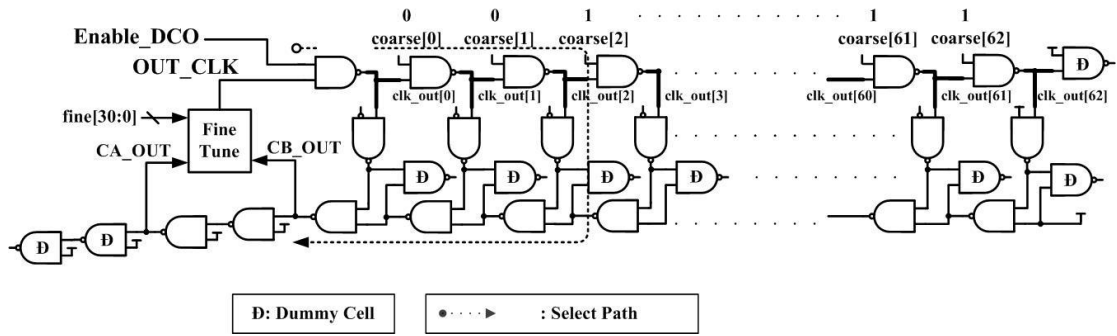 0 0 1 1 1
coarse[0] coarse[1] coarse[2] coarse[61] coarse[62]
Enable_DCO
OUT_CLK
Đ
clk_out[0] clk_out[1] clk_out[2] clk_out[3] clk_out[60] clk_out[61] clk_out[62]
fine[30:0]
Fine
Tune
CA_OUT CB_OUT
Đ Đ Đ Đ Đ Đ
Đ Đ
Đ: Dummy Cell : Select Path